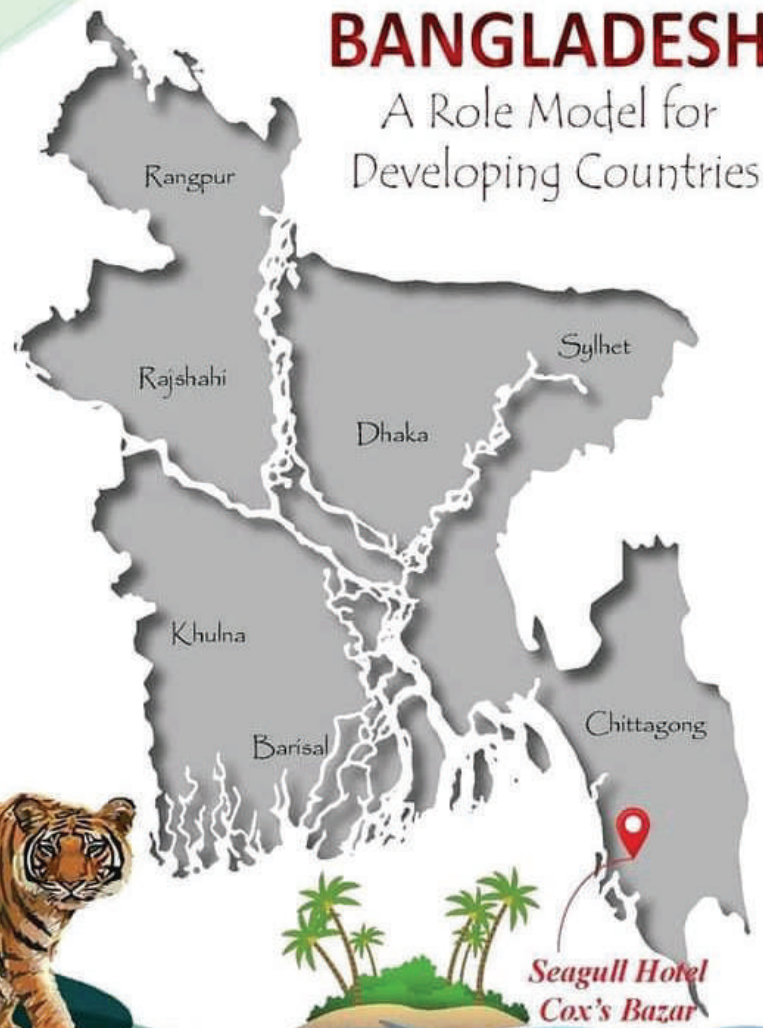 BANGLADESH
A Role Model for
Developing Countries
Rangpur
Sylhet
Rajshahi
Dhaka
Khulna
Chittagong
Barisal
Seagull Hotel
Cox's Bazar